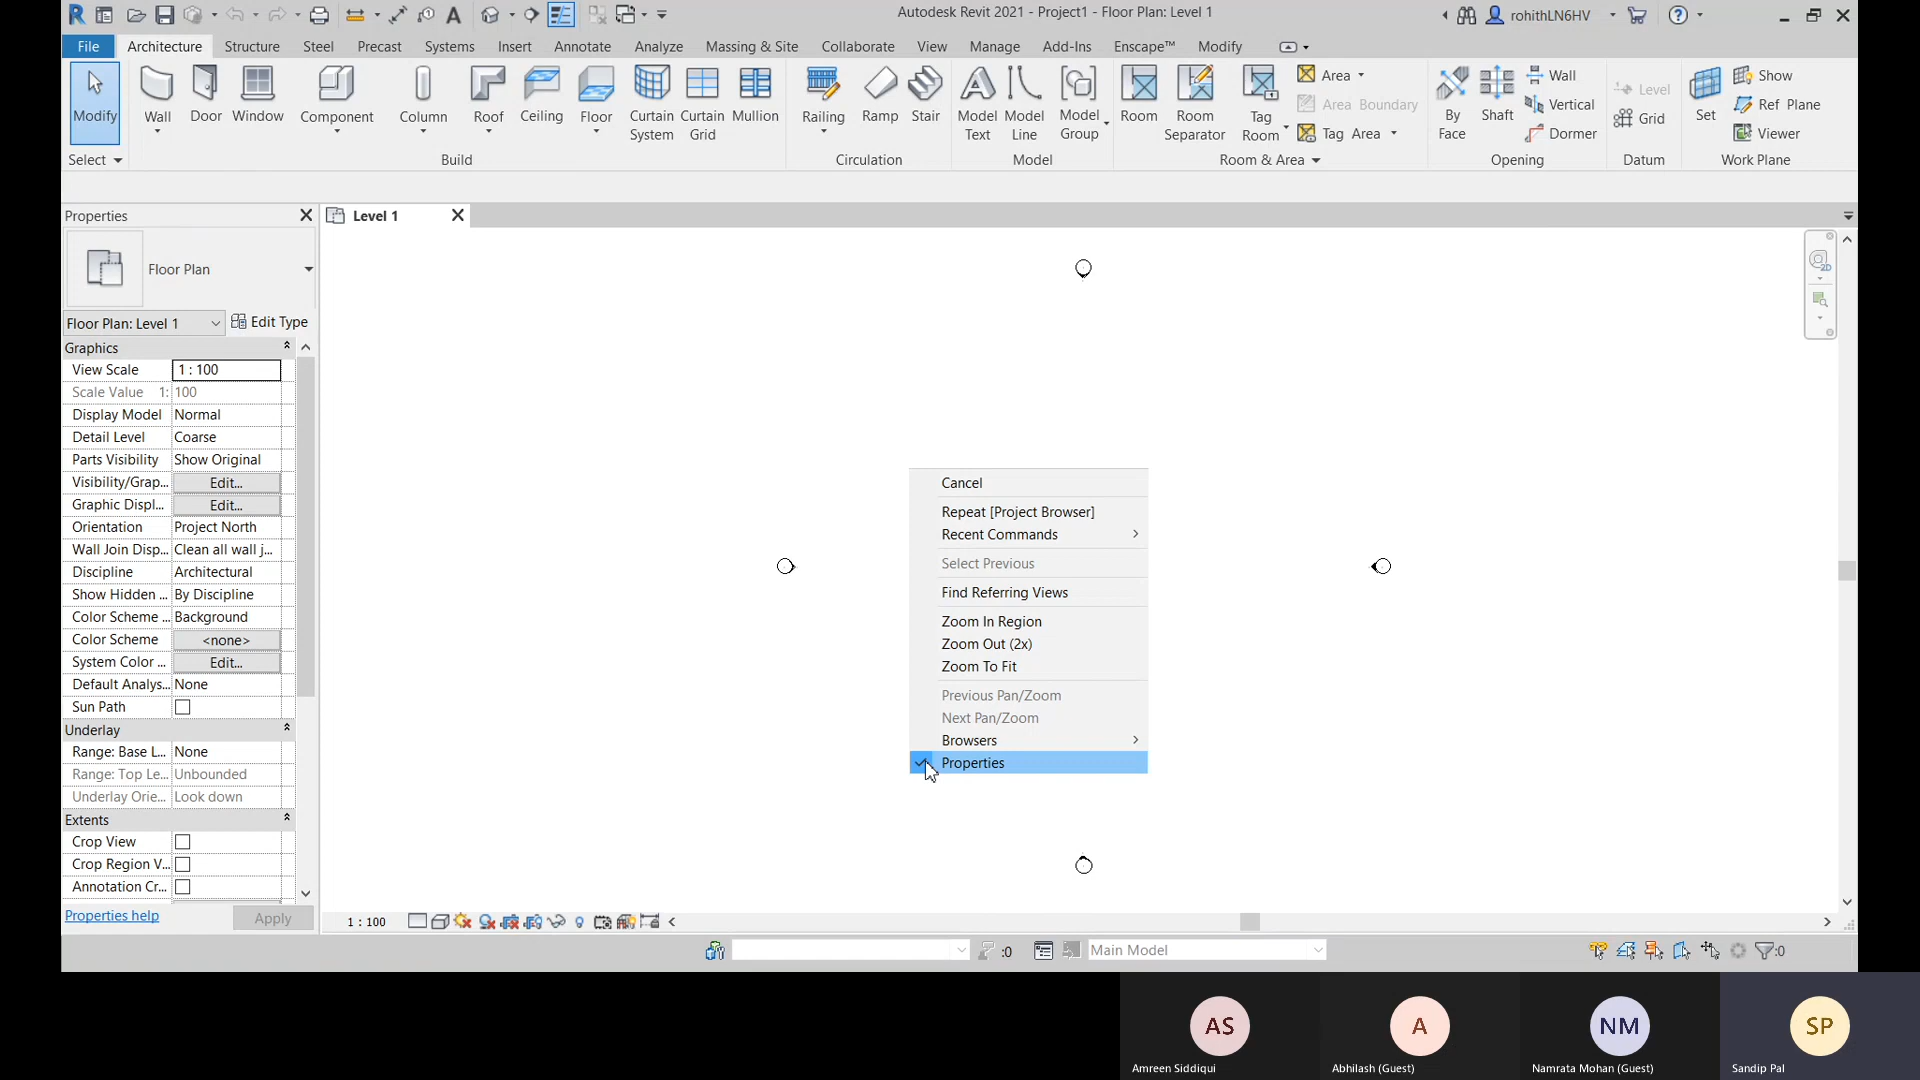 Autodesk Revit 2021 - Project1 - Floor Plan: Level 1
rohithLN6HV
File Architecture Structure Steel Precast Systems Insert Annotate Analyze Massing & Site Collaborate View Manage Add-Ins Enscape™ Modify
Modify
Wall
Door
Window
Component
Column
Roof
Ceiling
Floor
Curtain System
Curtain Grid
Mullion
Railing
Ramp
Stair
Model Text
Model Line
Model Group
Room
Room Separator
Tag Room
Area
Area Boundary
Tag Area
By Face
Shaft
Wall
Vertical
Dormer
Level
Grid
Set
Show
Ref Plane
Viewer
Select
Build
Circulation
Model
Room & Area
Opening
Datum
Work Plane
Properties
Level 1
2D
Floor Plan
Floor Plan: Level 1
Edit Type
Graphics
View Scale 1 : 100
Scale Value 1: 100
Display Model Normal
Detail Level Coarse
Parts Visibility Show Original
Visibility/Grap... Edit...
Graphic Displ... Edit...
Orientation Project North
Wall Join Disp... Clean all wall j...
Discipline Architectural
Show Hidden ... By Discipline
Color Scheme ... Background
Color Scheme <none>
System Color ... Edit...
Default Analys... None
Sun Path
Underlay
Range: Base L... None
Range: Top Le... Unbounded
Underlay Orie... Look down
Extents
Crop View
Crop Region V...
Annotation Cr...
Properties help
Apply
Cancel
Repeat [Project Browser]
Recent Commands
Select Previous
Find Referring Views
Zoom In Region
Zoom Out (2x)
Zoom To Fit
Previous Pan/Zoom
Next Pan/Zoom
Browsers
Properties
1 : 100
:0
Main Model
:0
AS
A
NM
SP
Amreen Siddiqui
Abhilash (Guest)
Namrata Mohan (Guest)
Sandip Pal